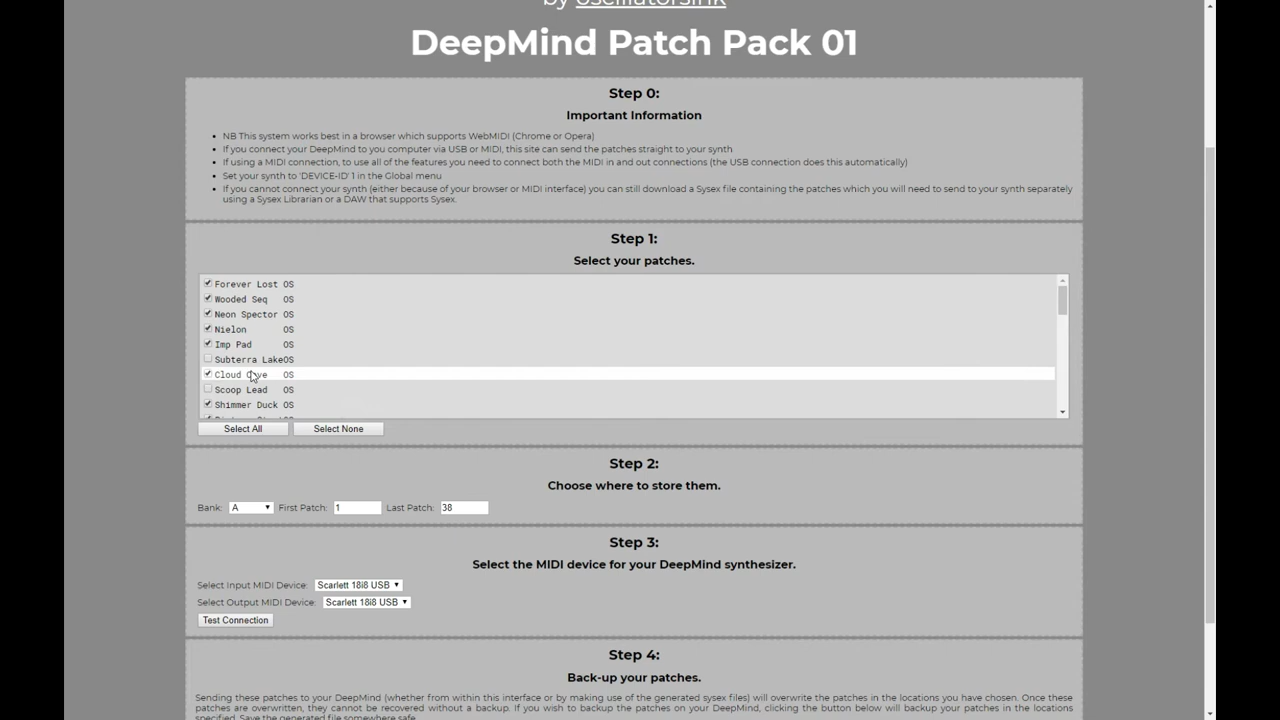 by oscillatorsink
DeepMind Patch Pack 01
Step 0:
Important Information
NB This system works best in a browser which supports WebMIDI (Chrome or Opera)
If you connect your DeepMind to you computer via USB or MIDI, this site can send the patches straight to your synth
If using a MIDI connection, to use all of the features you need to connect both the MIDI in and out connections (the USB connection does this automatically)
Set your synth to 'DEVICE-ID' 1 in the Global menu
If you cannot connect your synth (either because of your browser or MIDI interface) you can still download a Sysex file containing the patches which you will need to send to your synth separately
using a Sysex Librarian or a DAW that supports Sysex.
Step 1:
Select your patches.
Forever Lost OS
Wooded Seq OS
Neon Spector OS
Nielon OS
Imp Pad OS
Subterra LakeOS
Cloud OS
Scoop Lead OS
Shimmer Duck OS
Select All Select None
Step 2:
Choose where to store them.
Bank: A First Patch: 1 Last Patch: 38
Step 3:
Select the MIDI device for your DeepMind synthesizer.
Select Input MIDI Device: Scarlett 18i8 USB
Select Output MIDI Device: Scarlett 18i8 USB
Test Connection
Step 4:
Back-up your patches.
Sending these patches to your DeepMind (whether from within this interface or by making use of the generated sysex files) will overwrite the patches in the locations you have chosen. Once these
patches are overwritten, they cannot be recovered without a backup. If you wish to backup the patches on your DeepMind, clicking the button below will backup your patches in the locations
specified. Save the generated file somewhere safe.